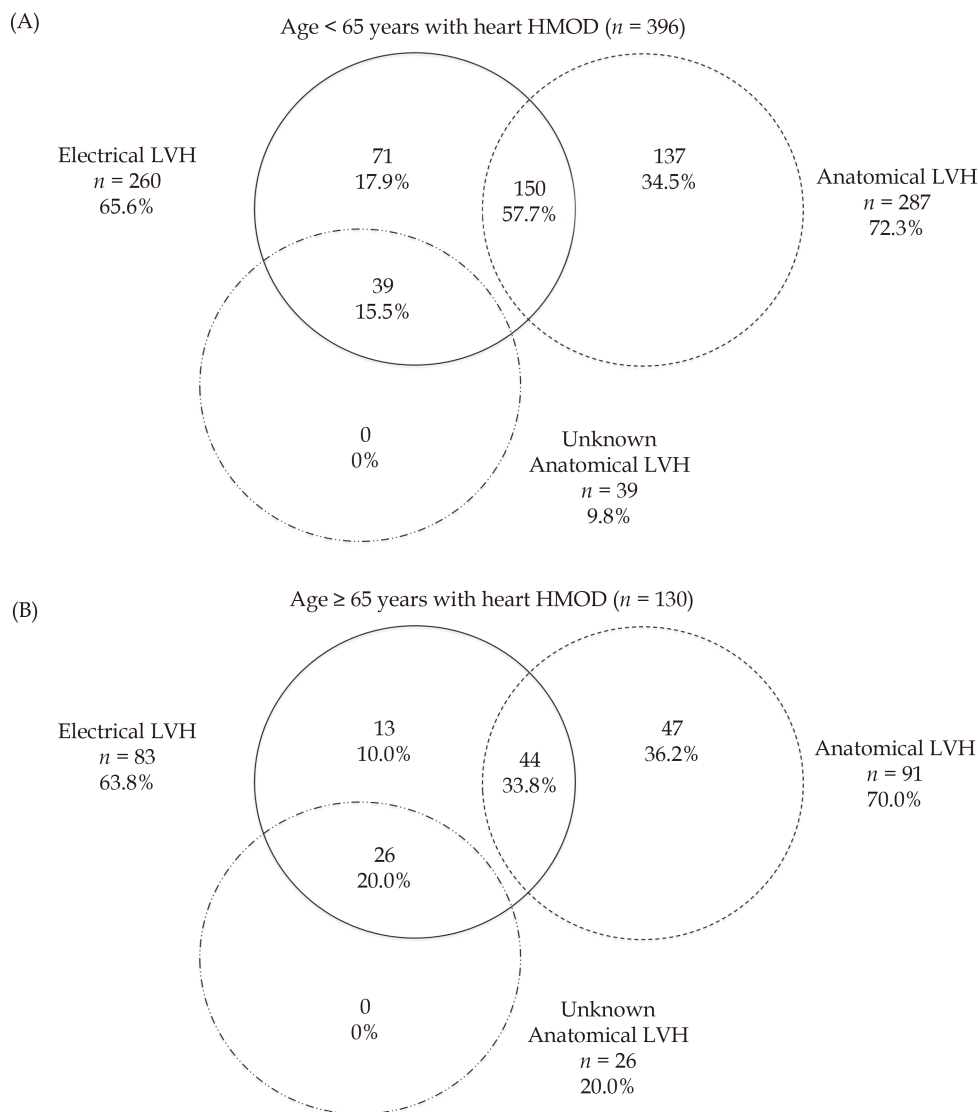 (A)
Age < 65 years with heart HMOD (n = 396)
Electrical LVH
n = 260
65.6%
71
17.9%
150
57.7%
137
34.5%
Anatomical LVH
n = 287
72.3%
39
15.5%
0
0%
Unknown
Anatomical LVH
n = 39
9.8%
(B)
Age ≥ 65 years with heart HMOD (n = 130)
Electrical LVH
n = 83
63.8%
13
10.0%
44
33.8%
47
36.2%
Anatomical LVH
n = 91
70.0%
26
20.0%
0
0%
Unknown
Anatomical LVH
n = 26
20.0%